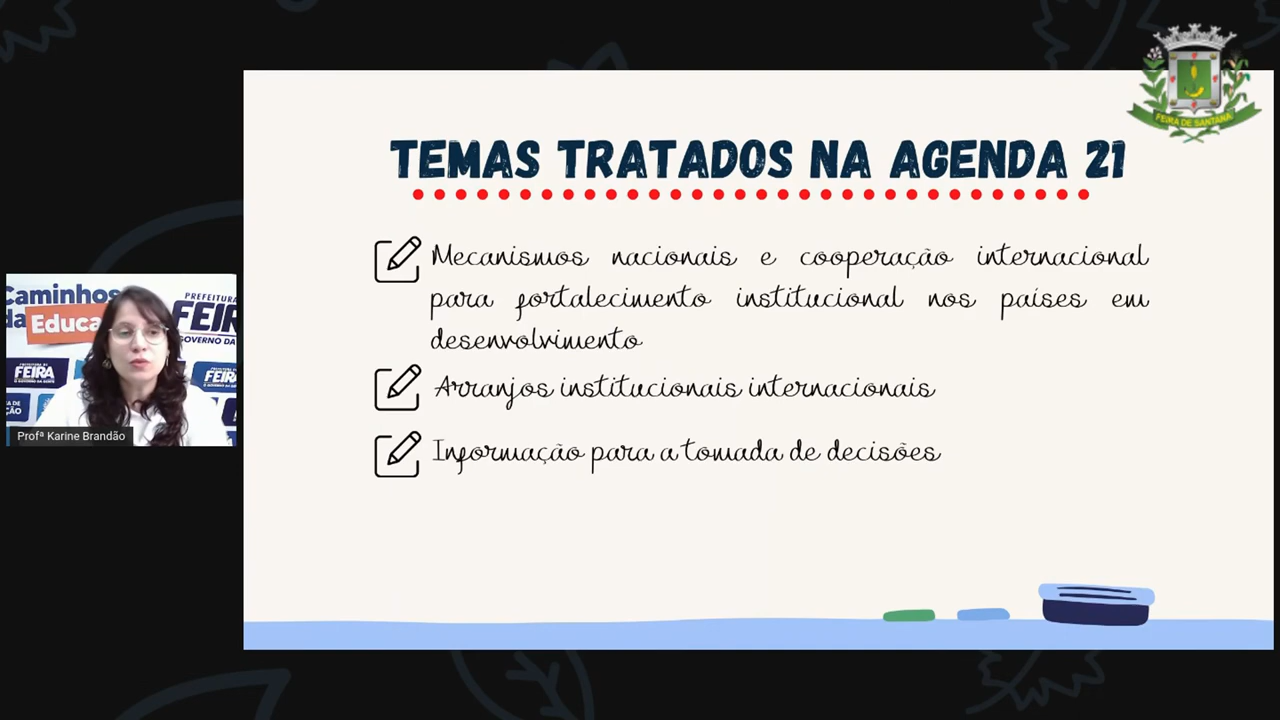 FEIRA DE SANTANA
TEMAS TRATADOS NA AGENDA 21
Mecanismos nacionais e cooperação internacional
para fortalecimento institucional nos países em
desenvolvimento
Arranjos institucionais internacionais
Informação para a tomada de decisões
Caminhos
da Educa
PREFEITURA
FEIR
GOVERNO DA
FEIRA
FEIRA
Profª Karine Brandão